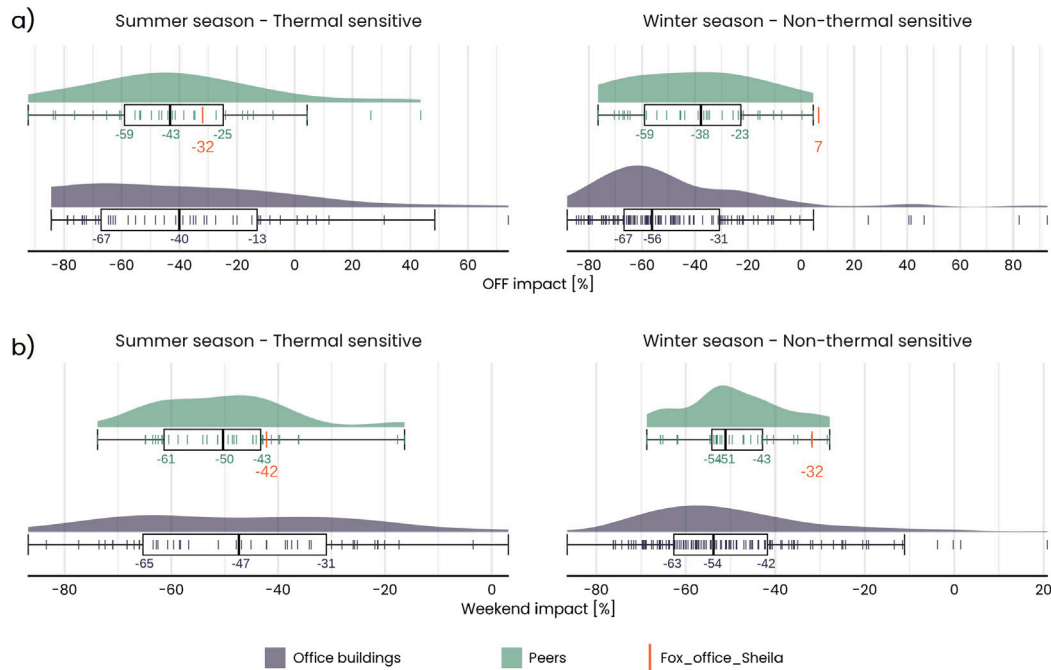 a)
Summer season - Thermal sensitive
Winter season - Non-thermal sensitive
-59 -43 -25
-32
-59 -38 -23
7
-67 -40 -13
-67 -56 -31
-80 -60 -40 -20 0 20 40 60
-80 -60 -40 -20 0 20 40 60 80
OFF impact [%]
b)
Summer season - Thermal sensitive
Winter season - Non-thermal sensitive
-61 -50 -43
-42
-54 -51 -43
-32
-65 -47 -31
-63 -54 -42
-80 -60 -40 -20 0
-80 -60 -40 -20 0 20
Weekend impact [%]
Office buildings Peers Fox_office_Sheila